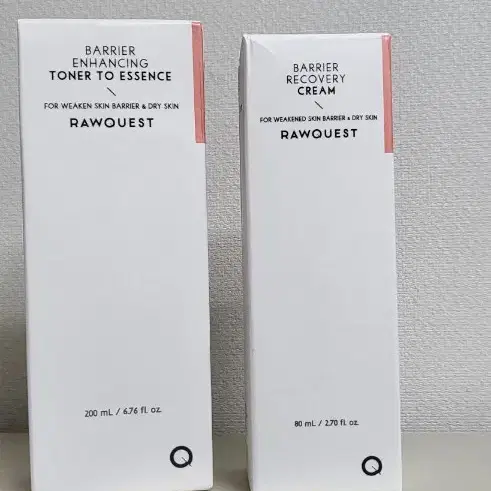 BARRIER
ENHANCING
TONER TO ESSENCE
FOR WEAKEN SKIN BARRIER & DRY SKIN
RAWQUEST
200 mL / 6.76 fl. oz.
Q
BARRIER
RECOVERY
CREAM
FOR WEAKENED SKIN BARRIER & DRY SKIN
RAWQUEST
80 mL / 2.70 fl. oz.
Q